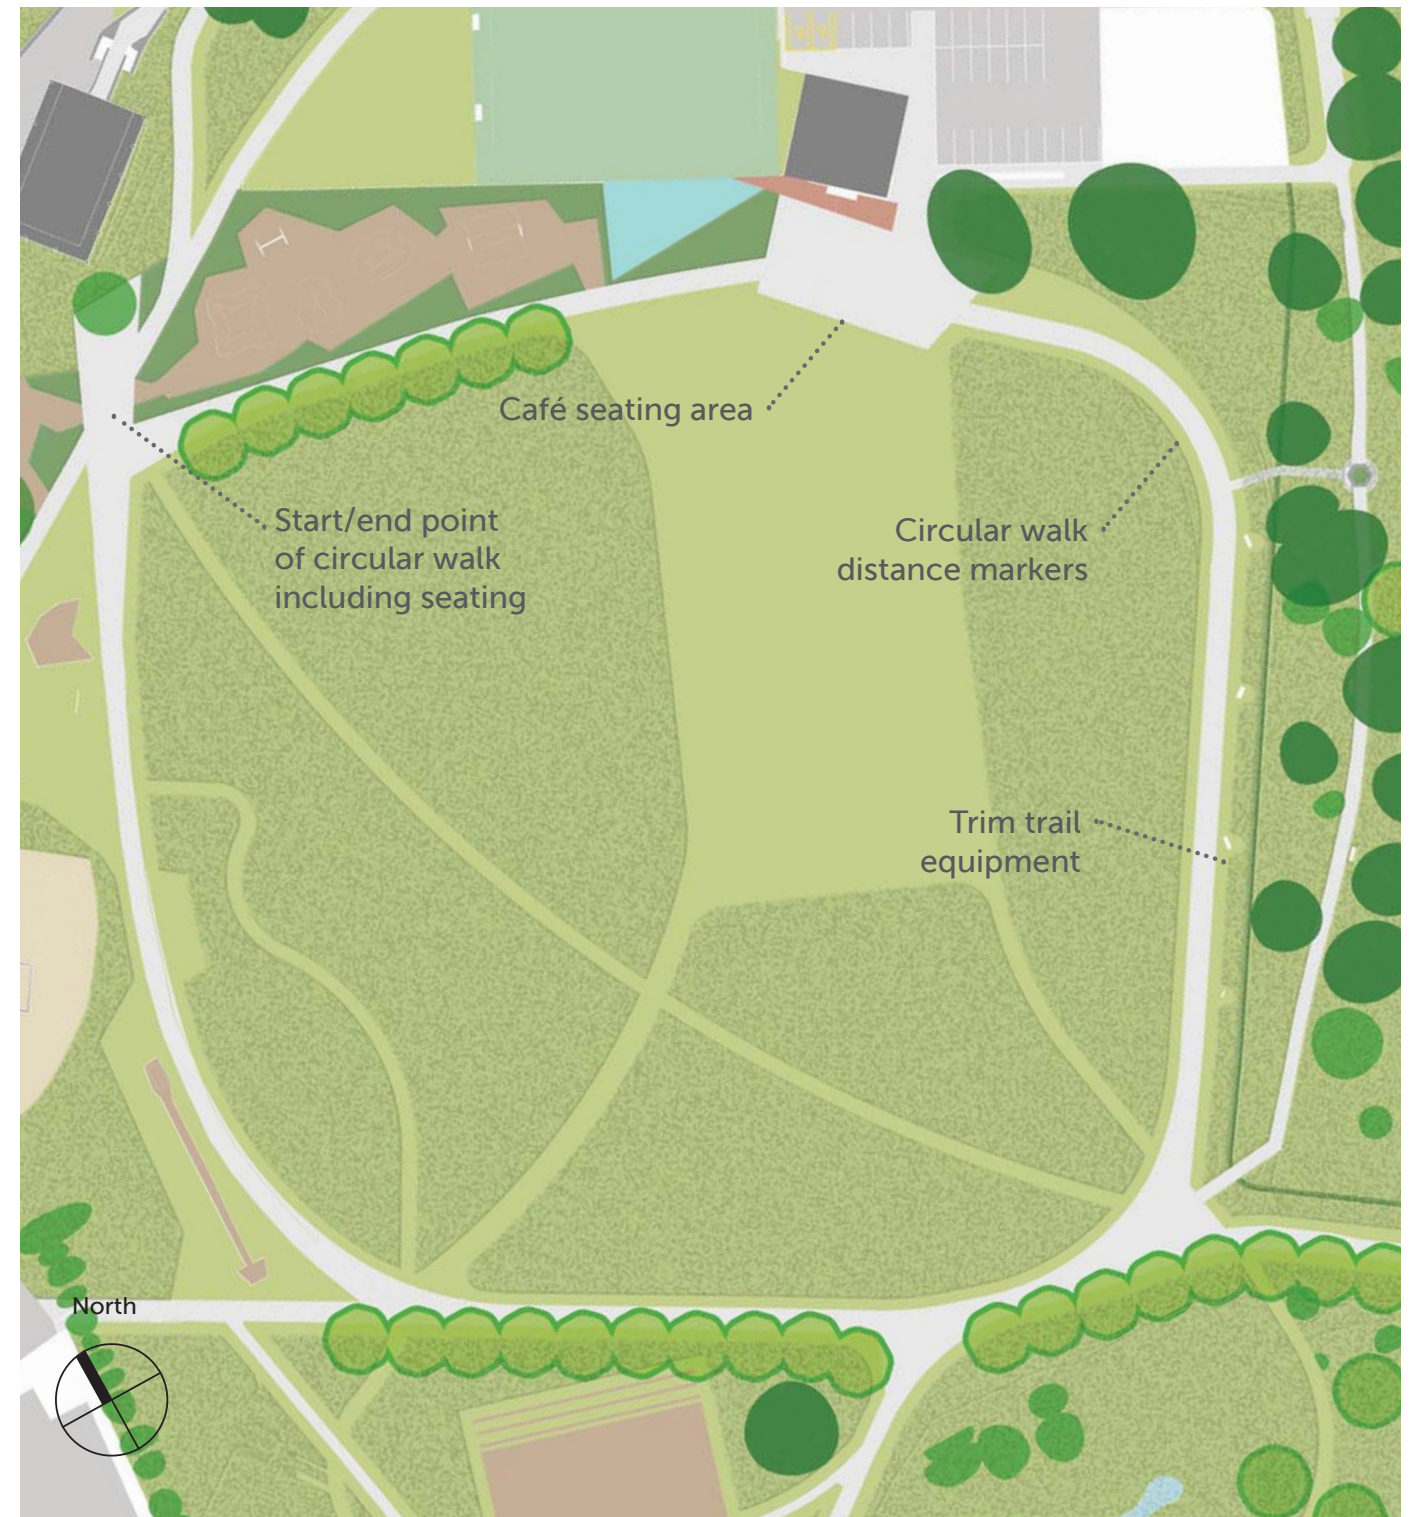 Café seating area
Start/end point
of circular walk
including seating
Circular walk
distance markers
Trim trail
equipment
North